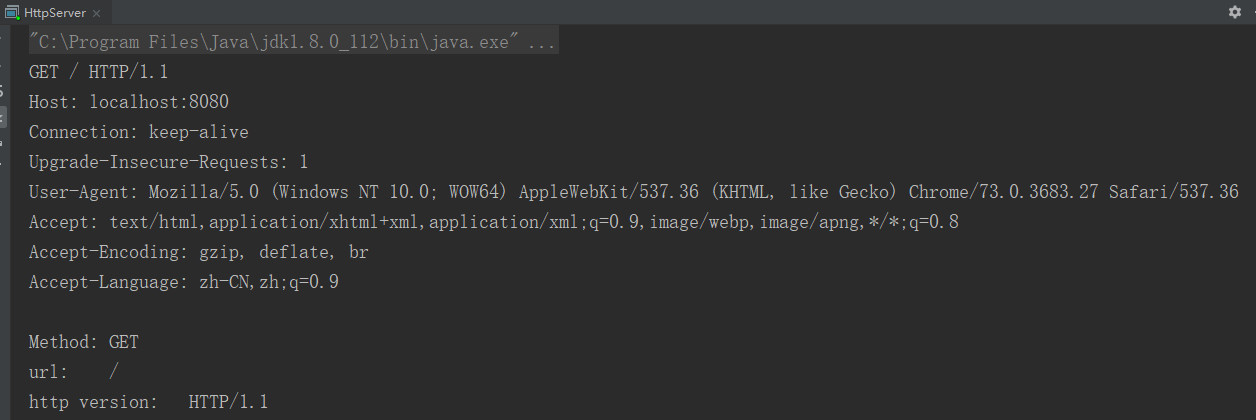 HttpServer
"C:\Program Files\Java\jdk1.8.0_112\bin\java.exe" ...
GET / HTTP/1.1
Host: localhost:8080
Connection: keep-alive
Upgrade-Insecure-Requests: 1
User-Agent: Mozilla/5.0 (Windows NT 10.0; WOW64) AppleWebKit/537.36 (KHTML, like Gecko) Chrome/73.0.3683.27 Safari/537.36
Accept: text/html,application/xhtml+xml,application/xml;q=0.9,image/webp,image/apng,*/*;q=0.8
Accept-Encoding: gzip, deflate, br
Accept-Language: zh-CN,zh;q=0.9
Method: GET
url:    /
http version:   HTTP/1.1